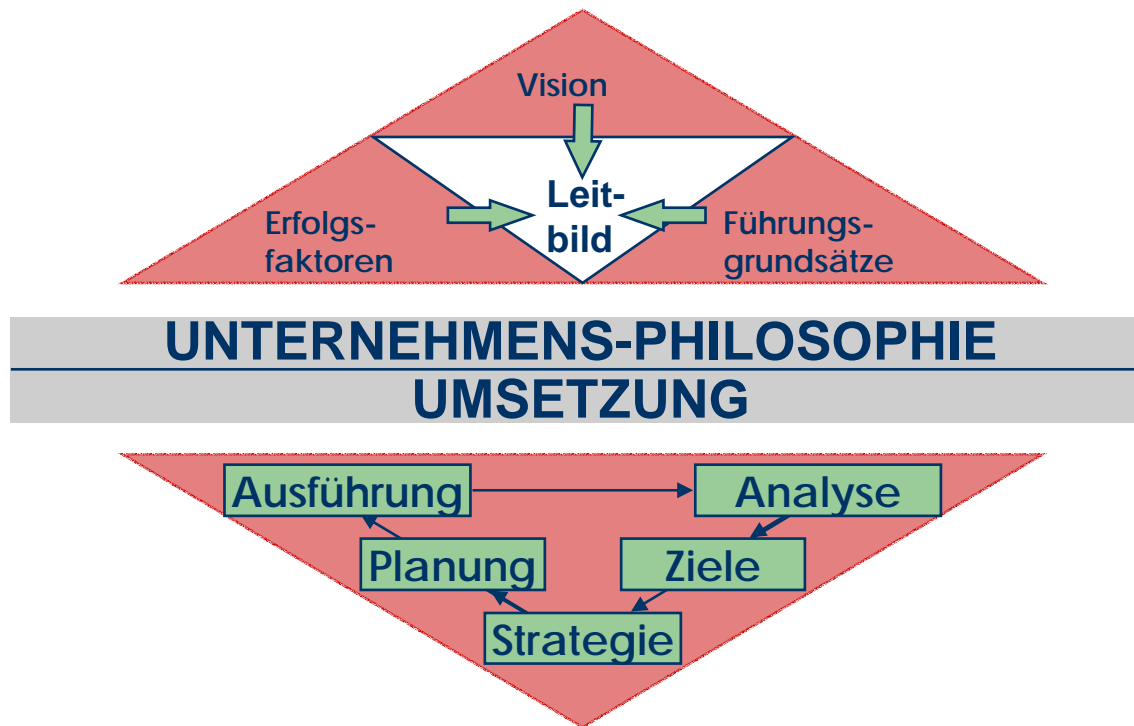 Vision
Leit-
bild
Erfolgs-
faktoren
Führungs-
grundsätze
UNTERNEHMENS-PHILOSOPHIE
UMSETZUNG
Ausführung
Analyse
Planung
Ziele
Strategie